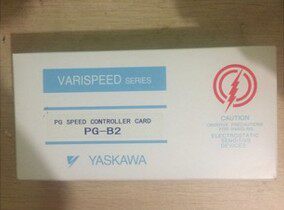 VARISPEED SERIES
PG SPEED CONTROLLER CARD
PG-B2
YASKAWA
CAUTION
OBSERVE PRECAUTIONS
FOR HANDLING
ELECTROSTATIC
SENSITIVE
DEVICES